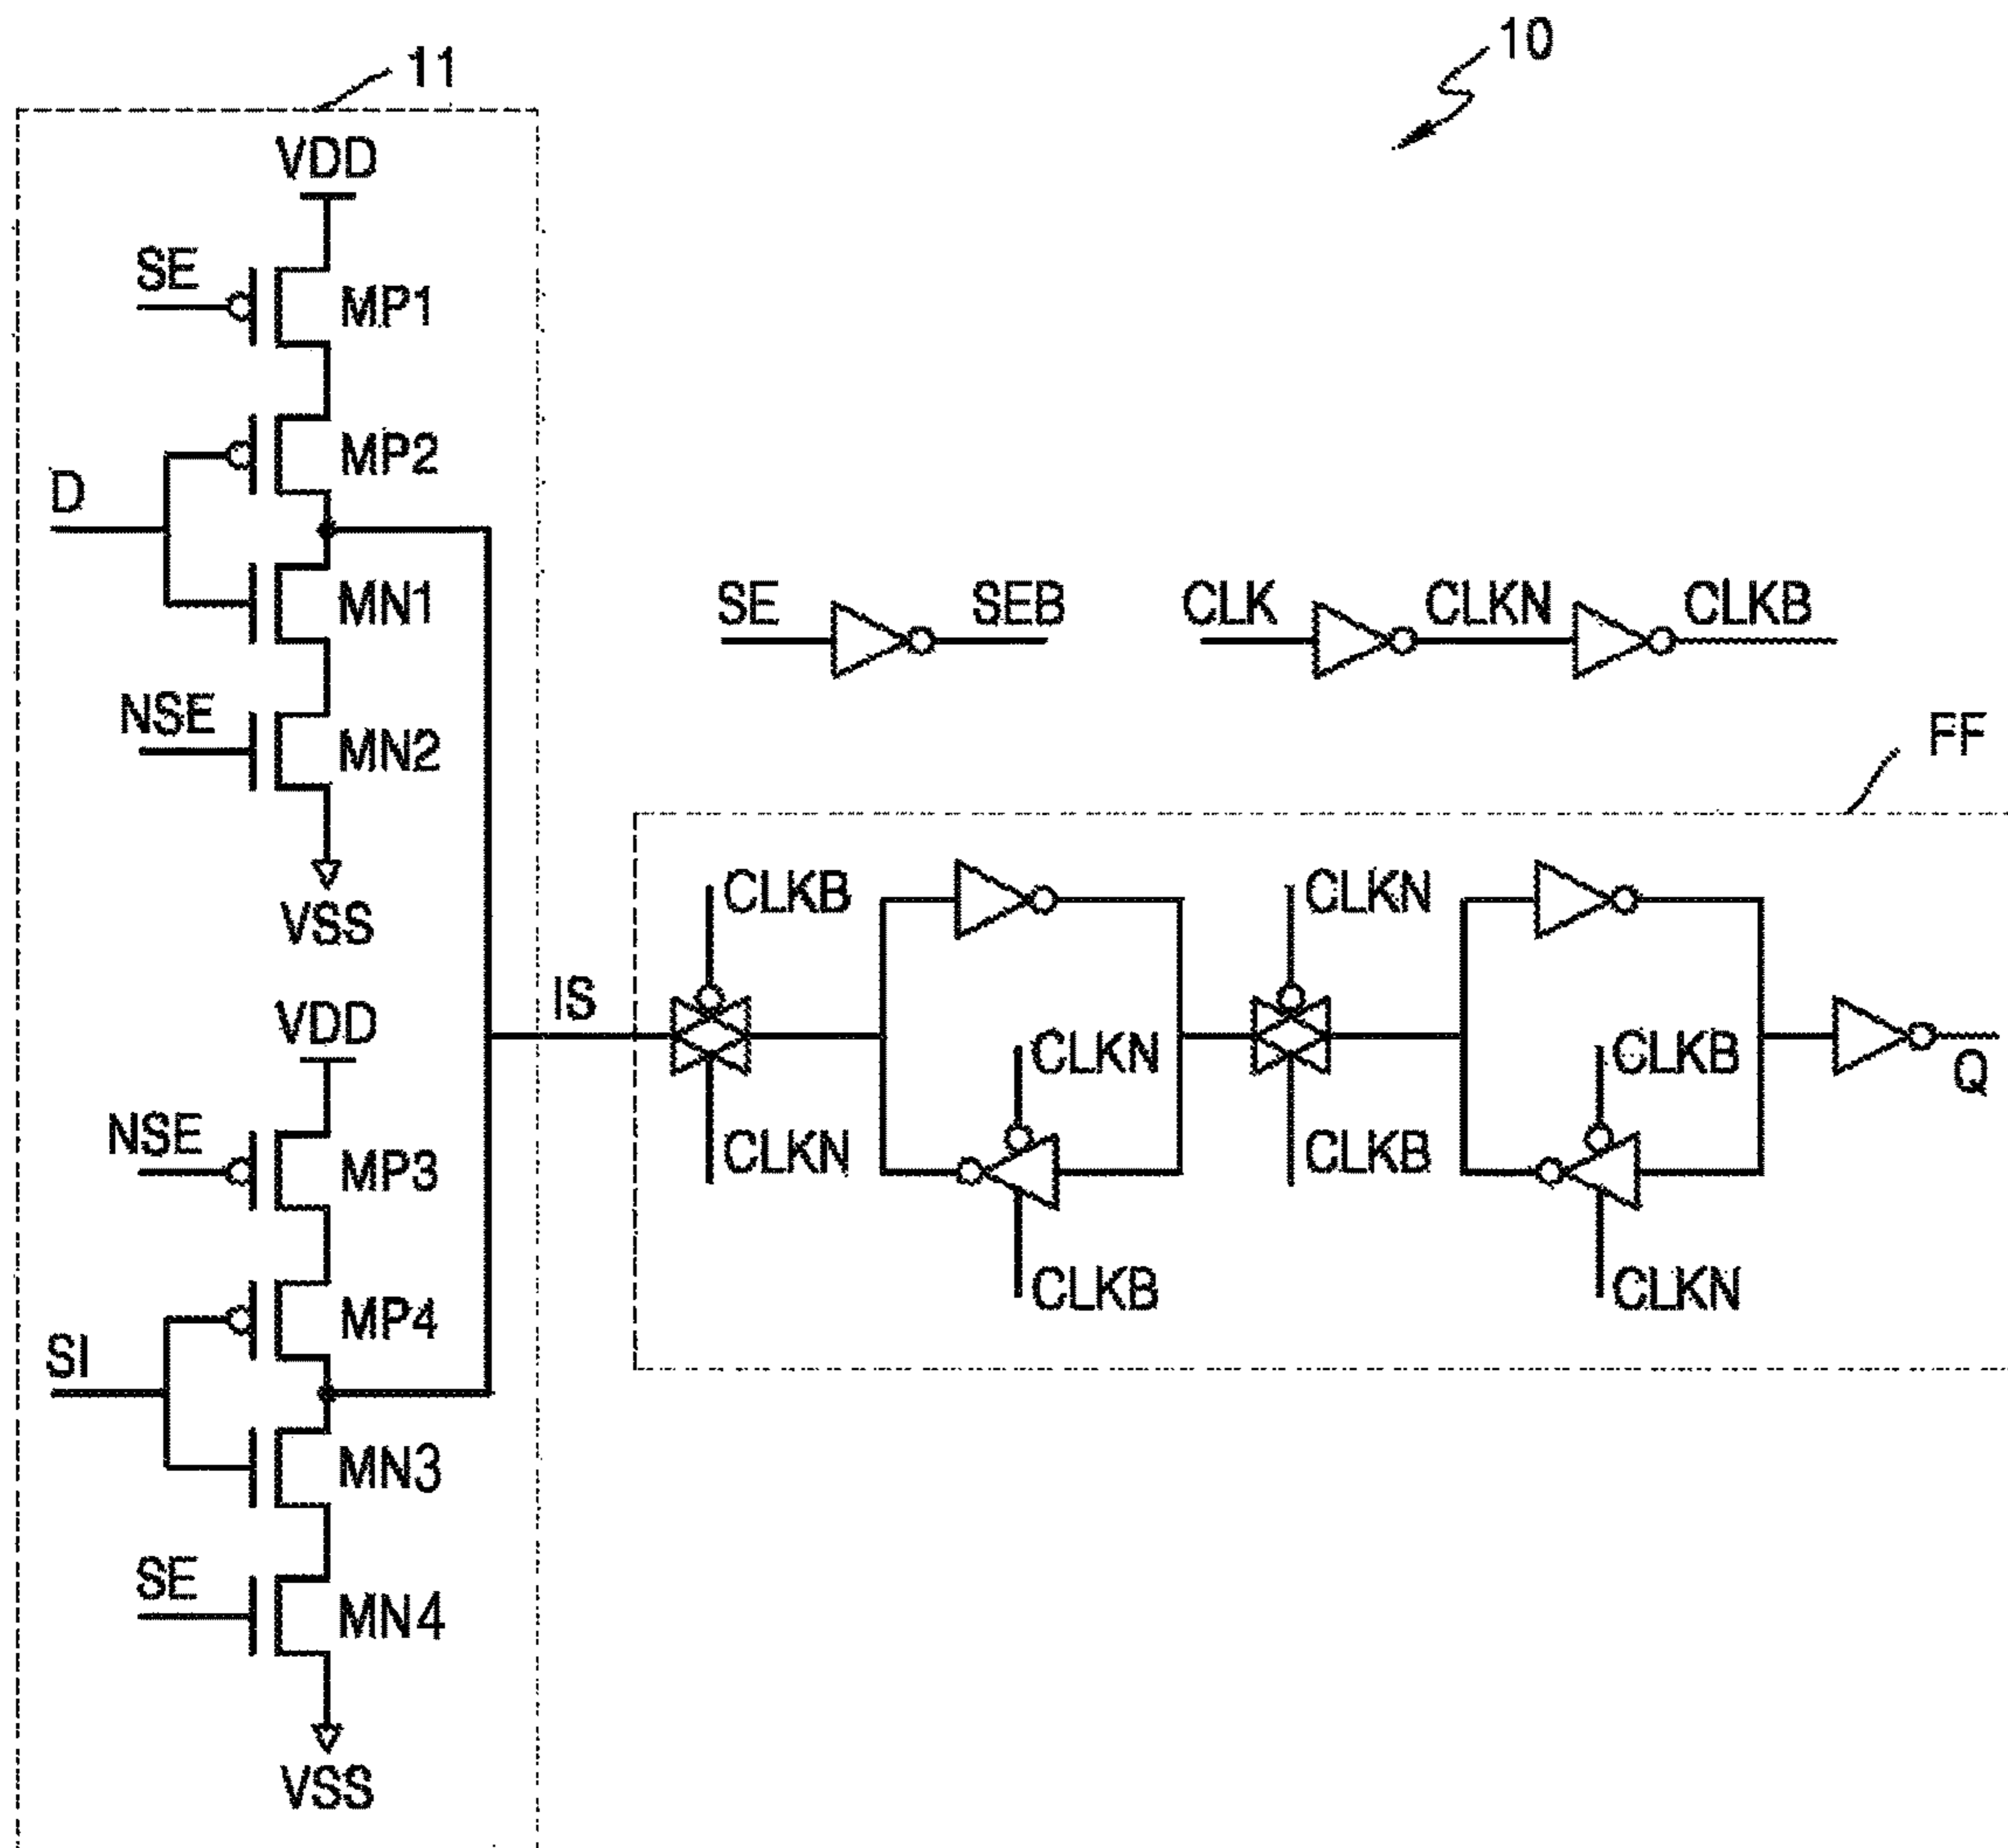 11
10
VDD
SE
MP1
MP2
D
MN1
NSE
MN2
VSS
SE
SEB
CLK
CLKN
CLKB
FF
IS
CLKB
CLKN
CLKN
CLKB
CLKN
CLKB
CLKB
CLKN
Q
VDD
NSE
MP3
MP4
SI
MN3
SE
MN4
VSS